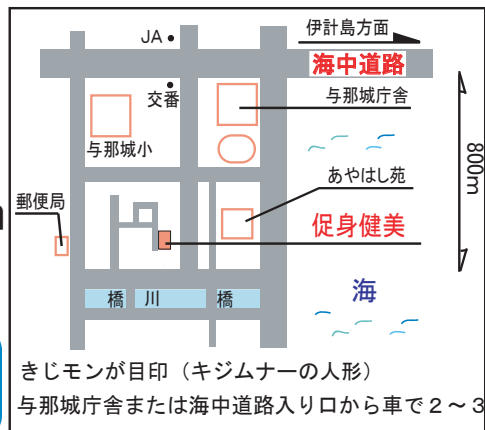 JA
伊計島方面
海中道路
交番
与那城庁舎
与那城小
800m
あやはし苑
郵便局
促身健美
橋 川 橋
海
きじモンが目印（キジムナーの人形）
与那城庁舎または海中道路入り口から車で２～３